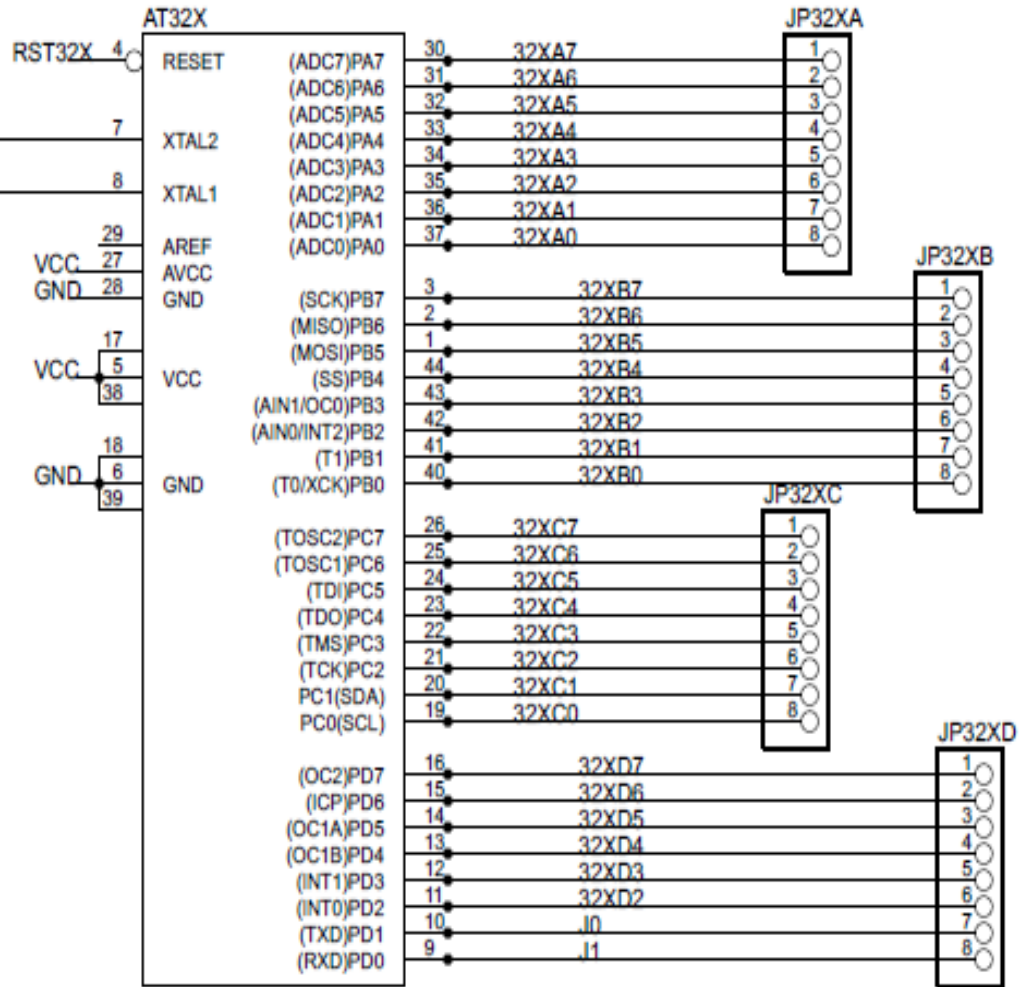 AT32X JP32XA
RST32X 4 RESET (ADC7)PA7 30 32XA7 1
(ADC6)PA6 31 32XA6 2
(ADC5)PA5 32 32XA5 3
7 XTAL2 (ADC4)PA4 33 32XA4 4
(ADC3)PA3 34 32XA3 5
8 XTAL1 (ADC2)PA2 35 32XA2 6
(ADC1)PA1 36 32XA1 7
29 AREF (ADC0)PA0 37 32XA0 8
VCC 27 AVCC JP32XB
GND 28 GND (SCK)PB7 3 32XB7 1
(MISO)PB6 2 32XB6 2
17 (MOSI)PB5 1 32XB5 3
VCC 5 VCC (SS)PB4 44 32XB4 4
38 (AIN1/OC0)PB3 43 32XB3 5
(AIN0/INT2)PB2 42 32XB2 6
18 (T1)PB1 41 32XB1 7
GND 6 GND (T0/XCK)PB0 40 32XB0 8
39 JP32XC
(TOSC2)PC7 26 32XC7 1
(TOSC1)PC6 25 32XC6 2
(TDI)PC5 24 32XC5 3
(TDO)PC4 23 32XC4 4
(TMS)PC3 22 32XC3 5
(TCK)PC2 21 32XC2 6
PC1(SDA) 20 32XC1 7
PC0(SCL) 19 32XC0 8
JP32XD
(OC2)PD7 16 32XD7 1
(ICP)PD6 15 32XD6 2
(OC1A)PD5 14 32XD5 3
(OC1B)PD4 13 32XD4 4
(INT1)PD3 12 32XD3 5
(INT0)PD2 11 32XD2 6
(TXD)PD1 10 J0 7
(RXD)PD0 9 J1 8